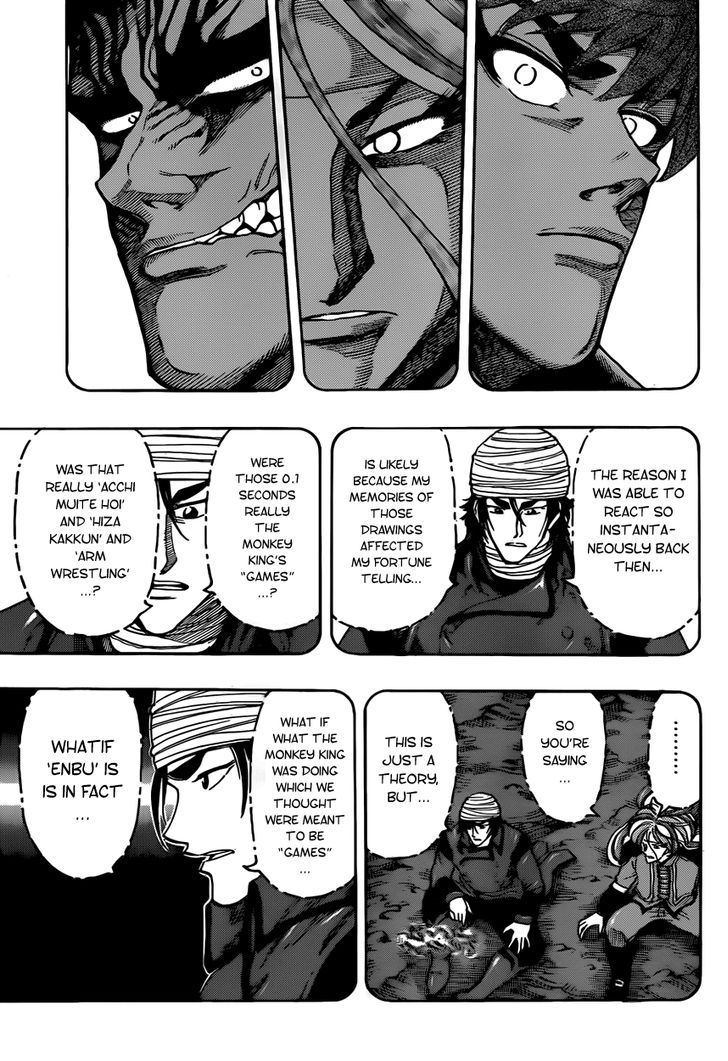 THE REASON I
WAS ABLE TO
REACT SO
INSTANTA-
NEOUSLY BACK
THEN...
IS LIKELY
BECAUSE MY
MEMORIES OF
THOSE
DRAWINGS
AFFECTED
MY FORTUNE
TELLING...
WERE
THOSE 0.1
SECONDS
REALLY
THE
MONKEY
KING'S
"GAMES"
...?
WAS THAT
REALLY 'ACCHI
MUITE HOI'
AND 'HIZA
KAKKUN' AND
'ARM
WRESTLING'
...?
.........
SO
YOU'RE
SAYING
...
THIS IS
JUST A
THEORY,
BUT...
WHAT IF
WHAT THE
MONKEY KING
WAS DOING
WHICH WE
THOUGHT
WERE MEANT
TO BE
"GAMES"
...
WHATIF
'ENBU' IS
IS IN FACT
...